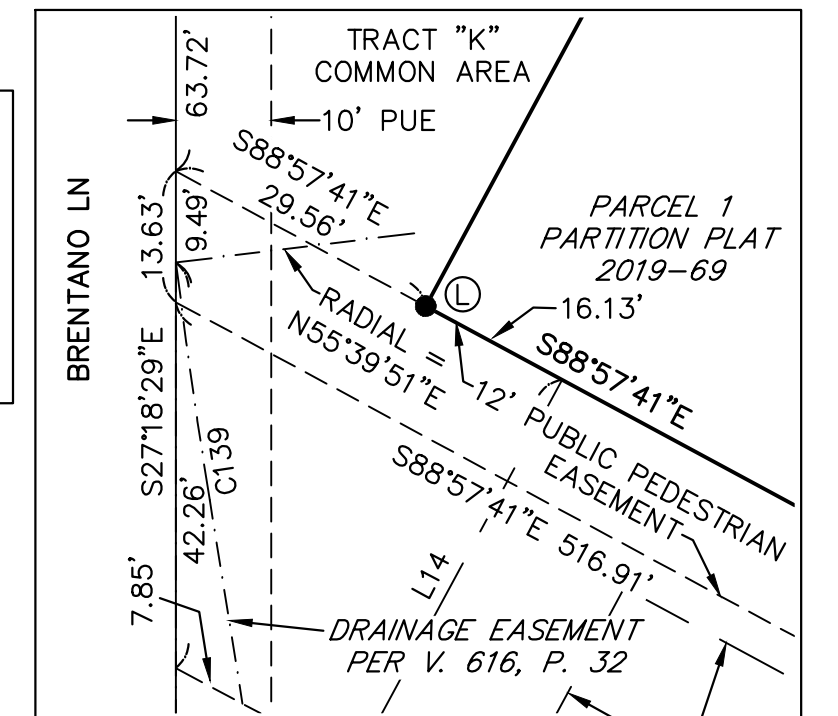 63.72'
TRACT "K"
COMMON AREA
10' PUE
S88°57'41"E
29.56'
BRENTANO LN
13.63'
9.49'
PARCEL 1
PARTITION PLAT
2019-69
L
16.13'
RADIAL =
N55°39'51"E
S88°57'41"E
12' PUBLIC PEDESTRIAN
EASEMENT
S27°18'29"E
42.26'
C139
S88°57'41"E 516.91'
L14
7.85'
DRAINAGE EASEMENT
PER V. 616, P. 32